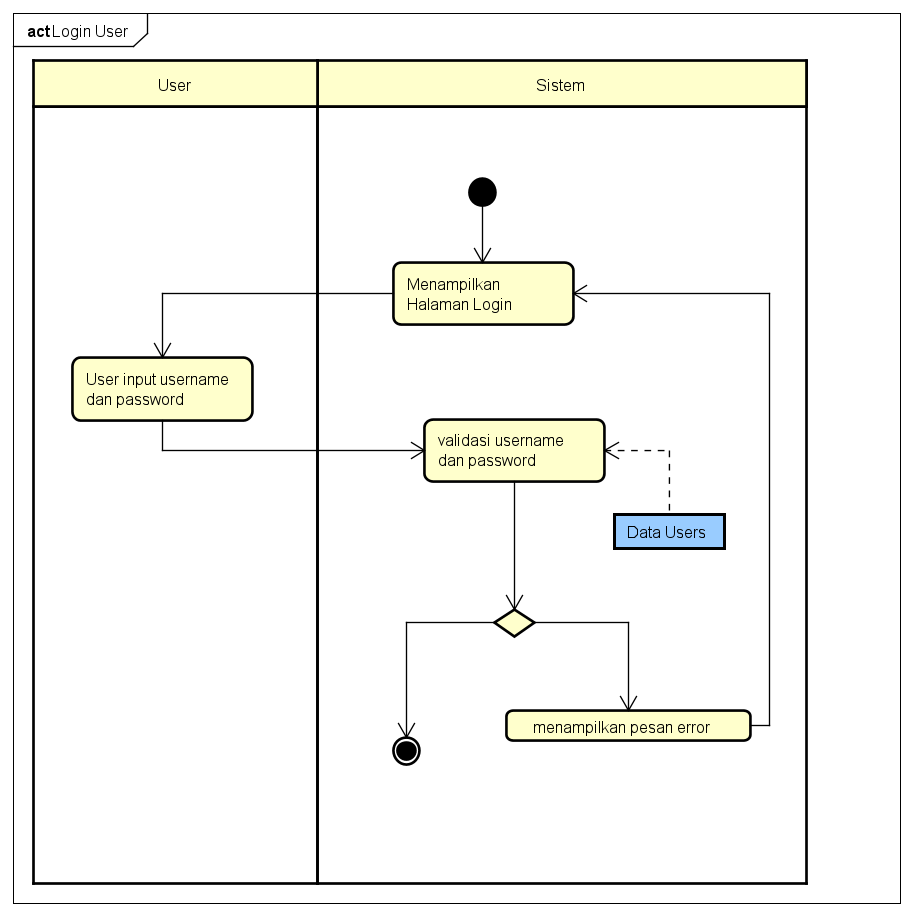 act Login User
User
Sistem
Menampilkan
Halaman Login
User input username
dan password
validasi username
dan password
Data Users
menampilkan pesan error